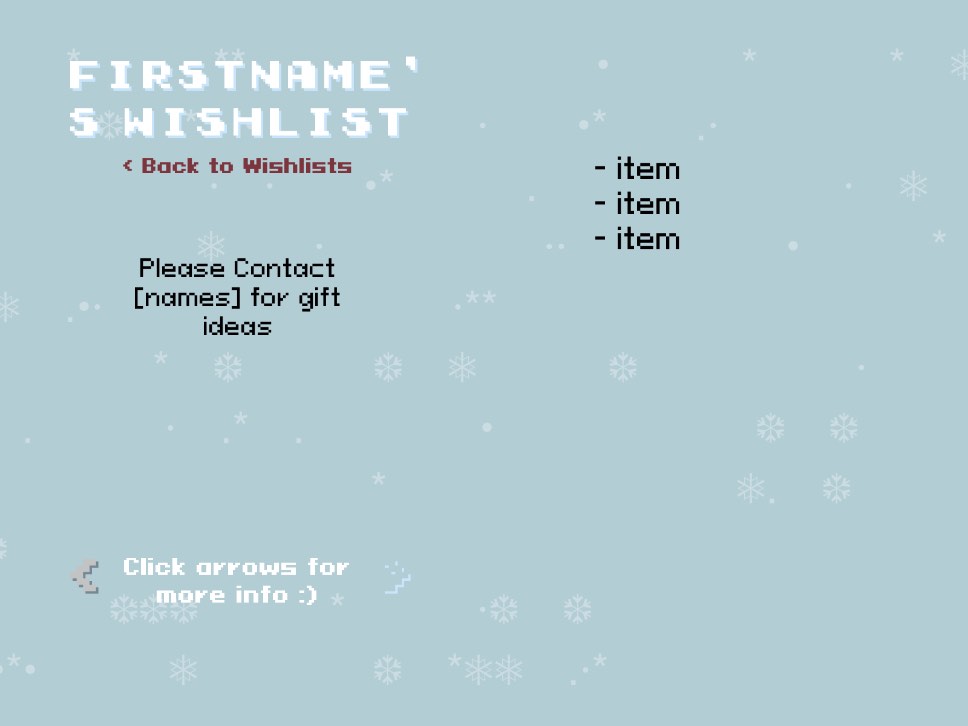 FIRSTNAME'
S WISHLIST
< Back to Wishlists
- item
- item
- item
Please Contact
[names] for gift
ideas
Click arrows for
more info :)